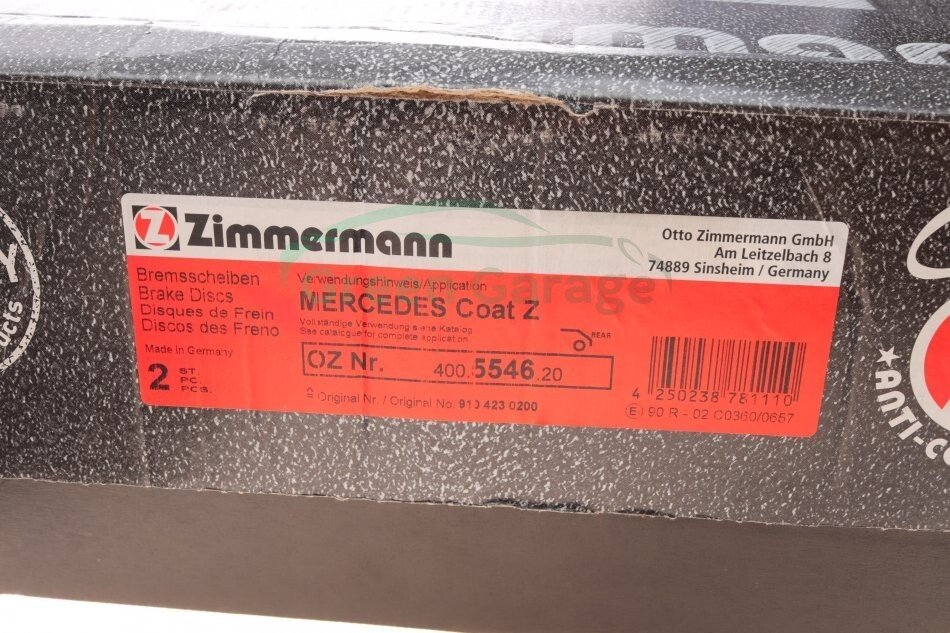 Zimmermann
Otto Zimmermann GmbH
Am Leitzelbach 8
74889 Sinsheim / Germany
Bremsscheiben
Brake Discs
Disques de Frein
Discos des Freno
Made in Germany
2 ST.
PC.
PCS.
Verwendungshinweis/Application
MERCEDES Coat Z
Vollständige Verwendung siehe Katalog
See catalogue for complete application
REAR
OZ Nr. 400.5546.20
Original Nr. / Original No. 910 423 0200
4 250238 781110
E 90 R - 02 C0360/0657
Garage
ANTI-CO